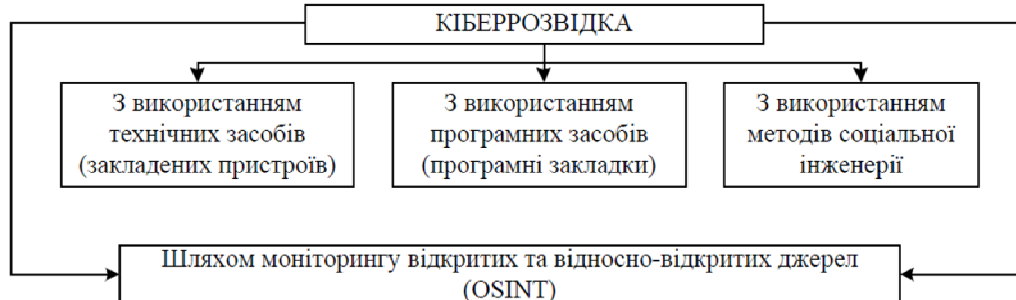 КІБЕРРОЗВІДКА
З використанням
технічних засобів
(закладених пристроїв)
З використанням
програмних засобів
(програмні закладки)
З використанням
методів соціальної
інженерії
Шляхом моніторингу відкритих та відносно-відкритих джерел
(OSINT)